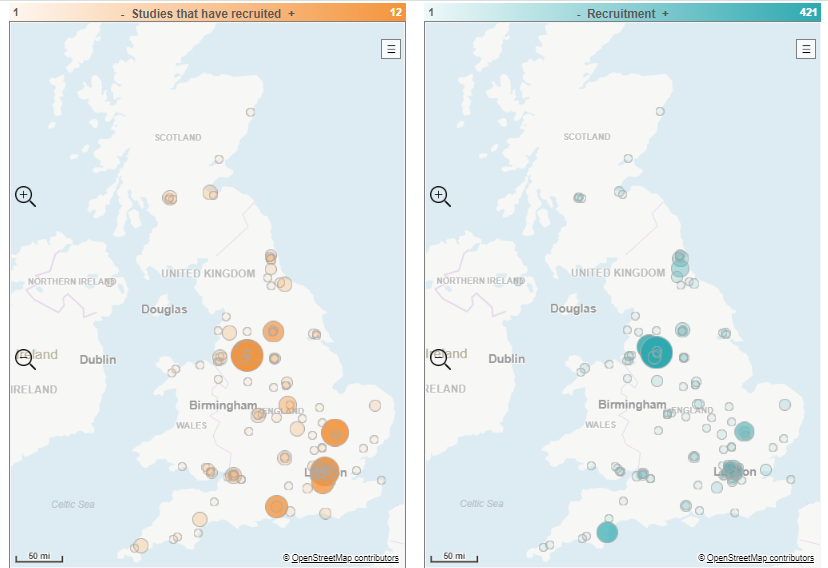 1 - Studies that have recruited + 12
SCOTLAND
UNITED KINGDOM
NORTHERN IRELAND
Douglas
Ireland
Dublin
IRELAND
Birmingham
ENGLAND
WALES
London
Celtic Sea
50 mi
© OpenStreetMap contributors
1 - Recruitment + 421
SCOTLAND
UNITED KINGDOM
NORTHERN IRELAND
Douglas
Ireland
Dublin
IRELAND
Birmingham
ENGLAND
WALES
London
Celtic Sea
50 mi
© OpenStreetMap contributors